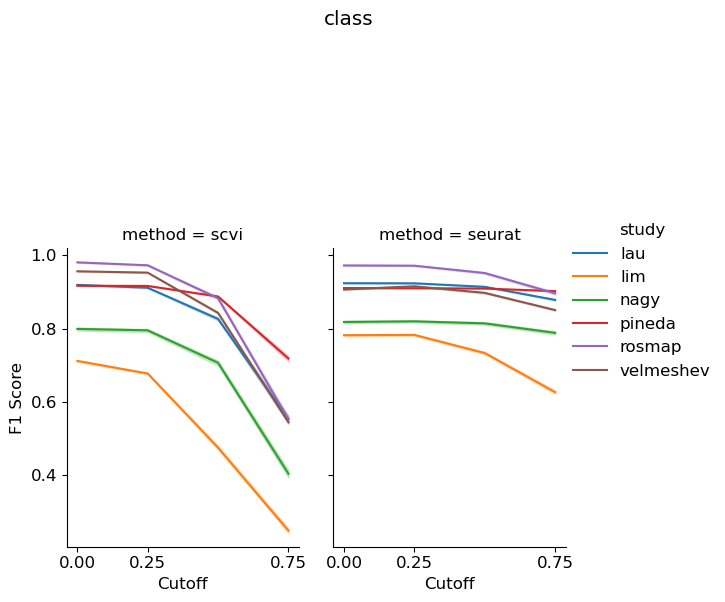 class
method = scvi
method = seurat
study
lau
lim
nagy
pineda
rosmap
velmeshev
F1 Score
1.0
0.8
0.6
0.4
0.00
0.25
0.75
0.00
0.25
0.75
Cutoff
Cutoff